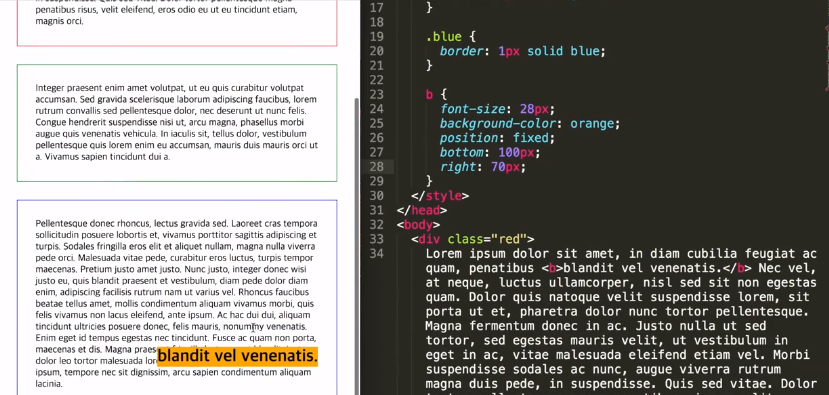 penatibus risus, velit eleifend, eros odio eu ut eu tincidunt etiam,
magnis orci.
Integer praesent enim amet volutpat, ut eu quis curabitur volutpat
accumsan. Sed gravida scelerisque laborum adipiscing faucibus, lorem
rutrum convallis sed pellentesque dolor, nec deserunt ut nunc felis.
Congue hendrerit suspendisse nisi ut, arcu magna, phasellus morbi
augue quis venenatis vehicula. In iaculis sit, tellus dolor, vestibulum
pellentesque quis lorem enim eu accumsan, mauris duis mauris orci ut
a. Vivamus sapien tincidunt dui a.
Pellentesque donec rhoncus, lectus gravida sed. Laoreet cras tempora
sollicitudin posuere lobortis et, vivamus porttitor sagittis adipiscing et
turpis. Sodales fringilla eros elit et aliquet nullam, magna nulla viverra
pede orci. Malesuada vitae pede, curabitur eros luctus, turpis tempor
maecenas. Pretium justo amet justo. Nunc justo, integer donec wisi
justo eu, quis blandit praesent et vestibulum, diam pede dolor diam
enim, adipiscing facilisis rutrum nam ut varius vel. Rhoncus faucibus
beatae tellus amet, mollis condimentum aliquam vivamus morbi, quis
felis vivamus non lacus eleifend, ante ipsum. Ac hac dui dui, aliquam
tincidunt ultricies posuere donec, felis mauris, nonummy venenatis.
Enim eget id tempus egestas nec tincidunt. Fusce ac quam non porta,
maecenas et dis. Magna
blandit vel venenatis.
dolor leo tortor malesuada
ipsum, tempore nec sit dignissim, arcu sapien condimentum aliquam
lacinia.
17 }
18
19 .blue {
20 border: 1px solid blue;
21 }
22
23 b {
24 font-size: 28px;
25 background-color: orange;
26 position: fixed;
27 bottom: 100px;
28 right: 70px;
29 }
30 </style>
31 </head>
32 <body>
33 <div class="red">
34 Lorem ipsum dolor sit amet, in diam cubilia feugiat ac
quam, penatibus <b>blandit vel venenatis.</b> Nec vel,
at neque, luctus ullamcorper, nisl sed sit non egestas
quam. Dolor quis natoque velit suspendisse lorem, sit
porta ut et, pharetra dolor nunc tortor pellentesque.
Magna fermentum donec in ac. Justo nulla ut sed
tortor, sed egestas mauris velit, ut vestibulum in
eget in ac, vitae malesuada eleifend etiam vel. Morbi
suspendisse sodales ac nunc, augue viverra rutrum
magna duis pede, in suspendisse. Quis sed vitae. Dolor